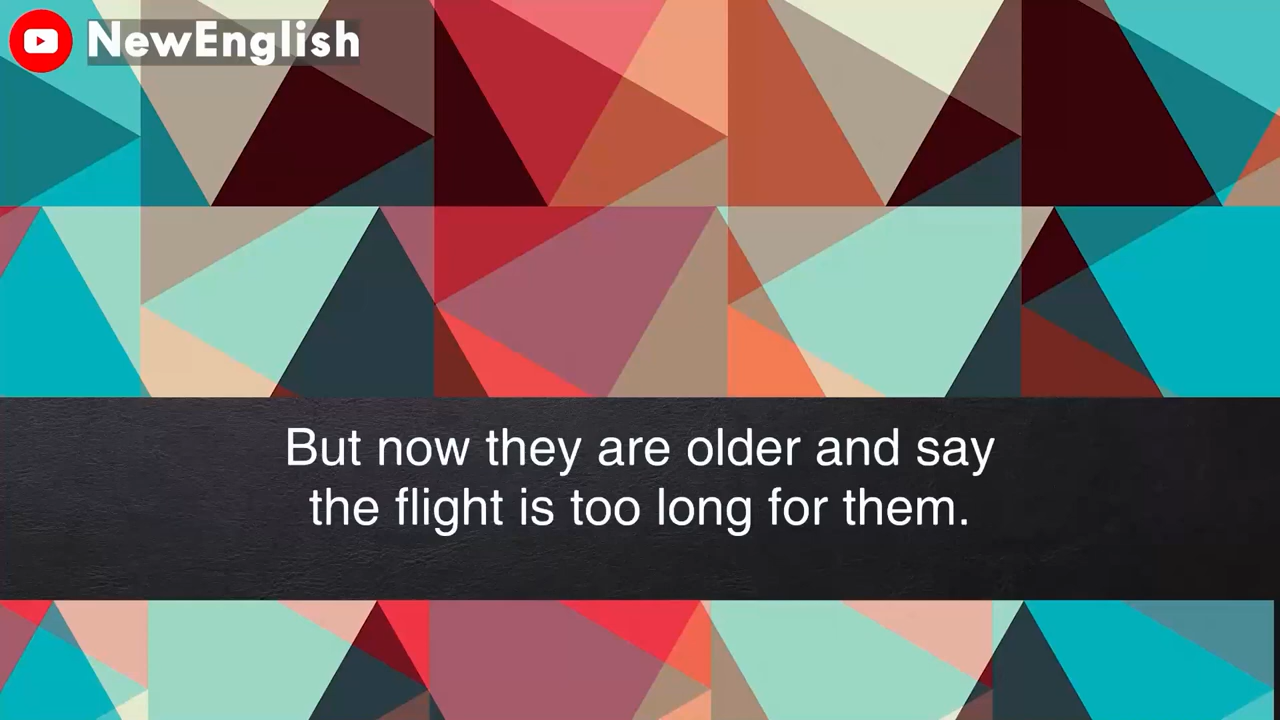 NewEnglish
But now they are older and say
the flight is too long for them.